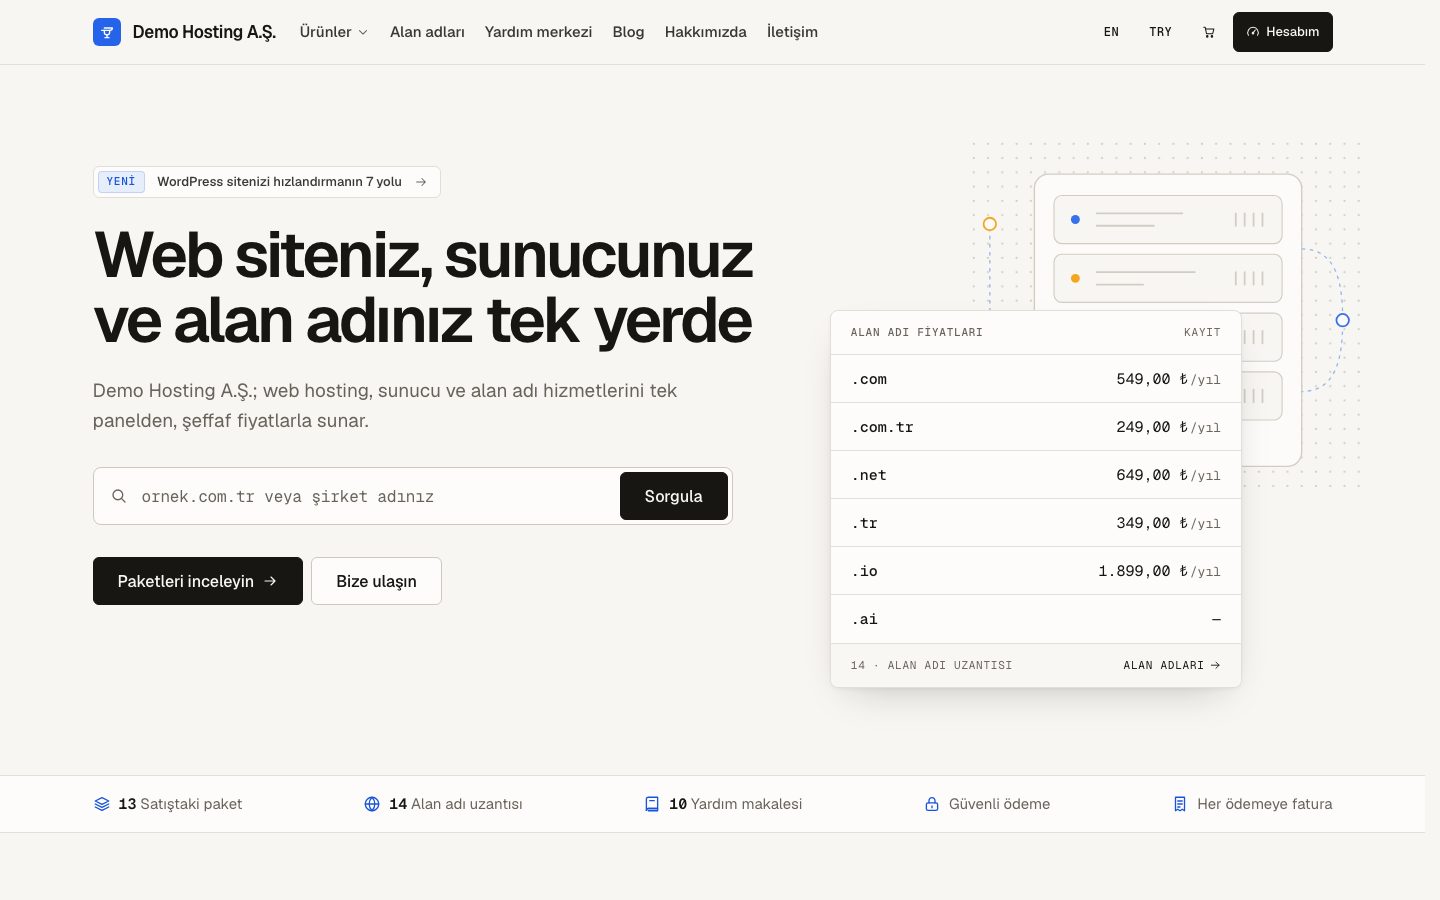 Demo Hosting A.Ş.
Ürünler
Alan adları
Yardım merkezi
Blog
Hakkımızda
İletişim
EN
TRY
Hesabım
YENİ WordPress sitenizi hızlandırmanın 7 yolu →
Web siteniz, sunucunuz
ve alan adınız tek yerde
Demo Hosting A.Ş.; web hosting, sunucu ve alan adı hizmetlerini tek
panelden, şeffaf fiyatlarla sunar.
ornek.com.tr veya şirket adınız
Sorgula
Paketleri inceleyin →
Bize ulaşın
ALAN ADI FİYATLARI KAYIT
.com 549,00 ₺/yıl
.com.tr 249,00 ₺/yıl
.net 649,00 ₺/yıl
.tr 349,00 ₺/yıl
.io 1.899,00 ₺/yıl
.ai —
14 · ALAN ADI UZANTISI ALAN ADLARI →
13 Satıştaki paket
14 Alan adı uzantısı
10 Yardım makalesi
Güvenli ödeme
Her ödemeye fatura